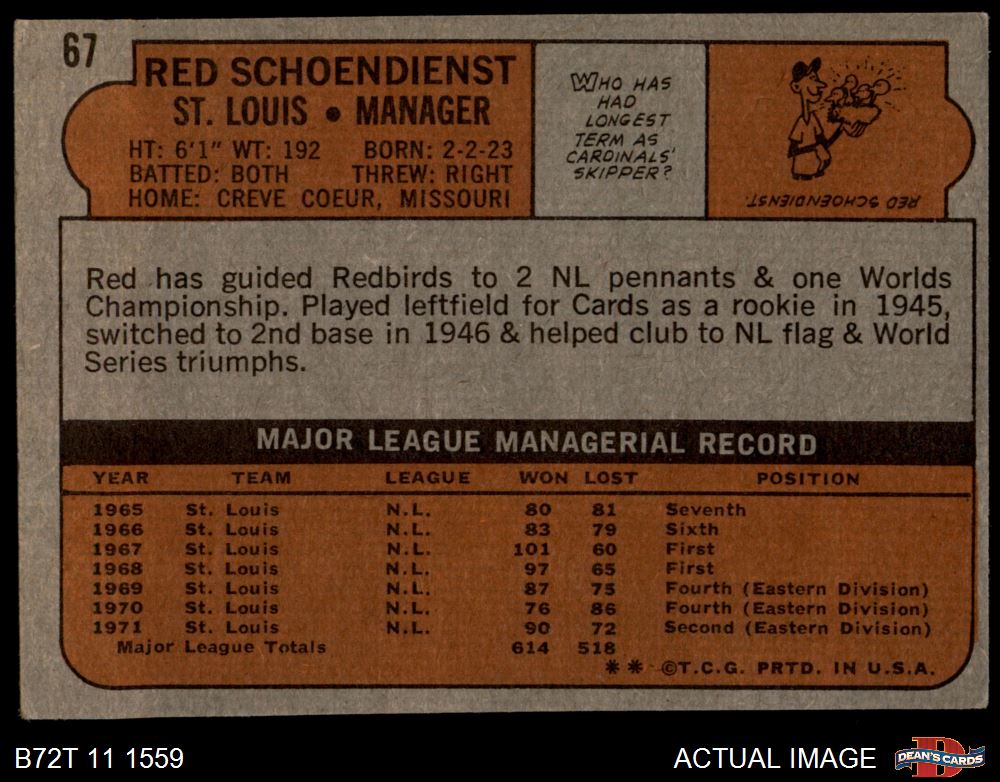 67
RED SCHOENDIENST
ST. LOUIS • MANAGER
HT: 6'1" WT: 192 BORN: 2-2-23
BATTED: BOTH THREW: RIGHT
HOME: CREVE COEUR, MISSOURI
WHO HAS
HAD
LONGEST
TERM AS
CARDINALS'
SKIPPER?
RED SCHOENDIENST.
Red has guided Redbirds to 2 NL pennants & one Worlds
Championship. Played leftfield for Cards as a rookie in 1945,
switched to 2nd base in 1946 & helped club to NL flag & World
Series triumphs.
MAJOR LEAGUE MANAGERIAL RECORD
YEAR TEAM LEAGUE WON LOST POSITION
1965 St. Louis N.L. 80 81 Seventh
1966 St. Louis N.L. 83 79 Sixth
1967 St. Louis N.L. 101 60 First
1968 St. Louis N.L. 97 65 First
1969 St. Louis N.L. 87 75 Fourth (Eastern Division)
1970 St. Louis N.L. 76 86 Fourth (Eastern Division)
1971 St. Louis N.L. 90 72 Second (Eastern Division)
Major League Totals 614 518
** ©T.C.G. PRTD. IN U.S.A.
B72T 11 1559
ACTUAL IMAGE
D
DEAN'S CARDS